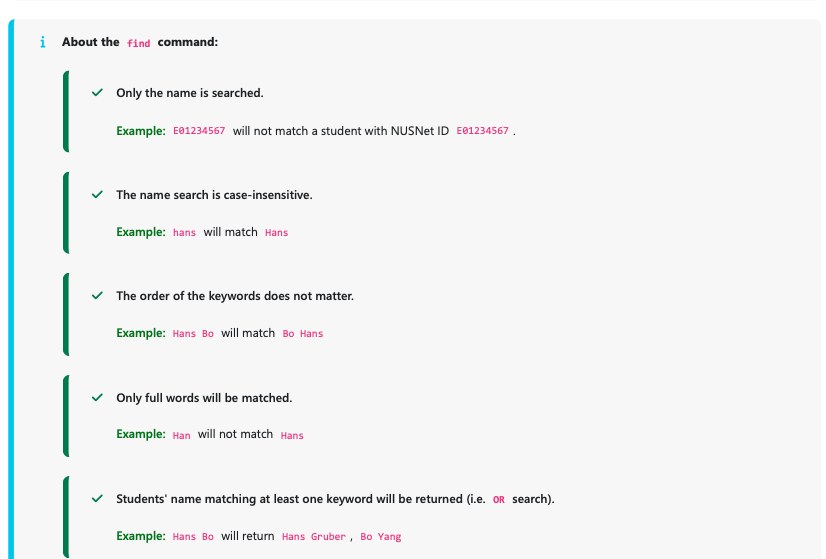 i About the find command:
Only the name is searched.
Example: E01234567 will not match a student with NUSNet ID E01234567 .
The name search is case-insensitive.
Example: hans will match Hans
The order of the keywords does not matter.
Example: Hans Bo will match Bo Hans
Only full words will be matched.
Example: Han will not match Hans
Students' name matching at least one keyword will be returned (i.e. OR search).
Example: Hans Bo will return Hans Gruber , Bo Yang